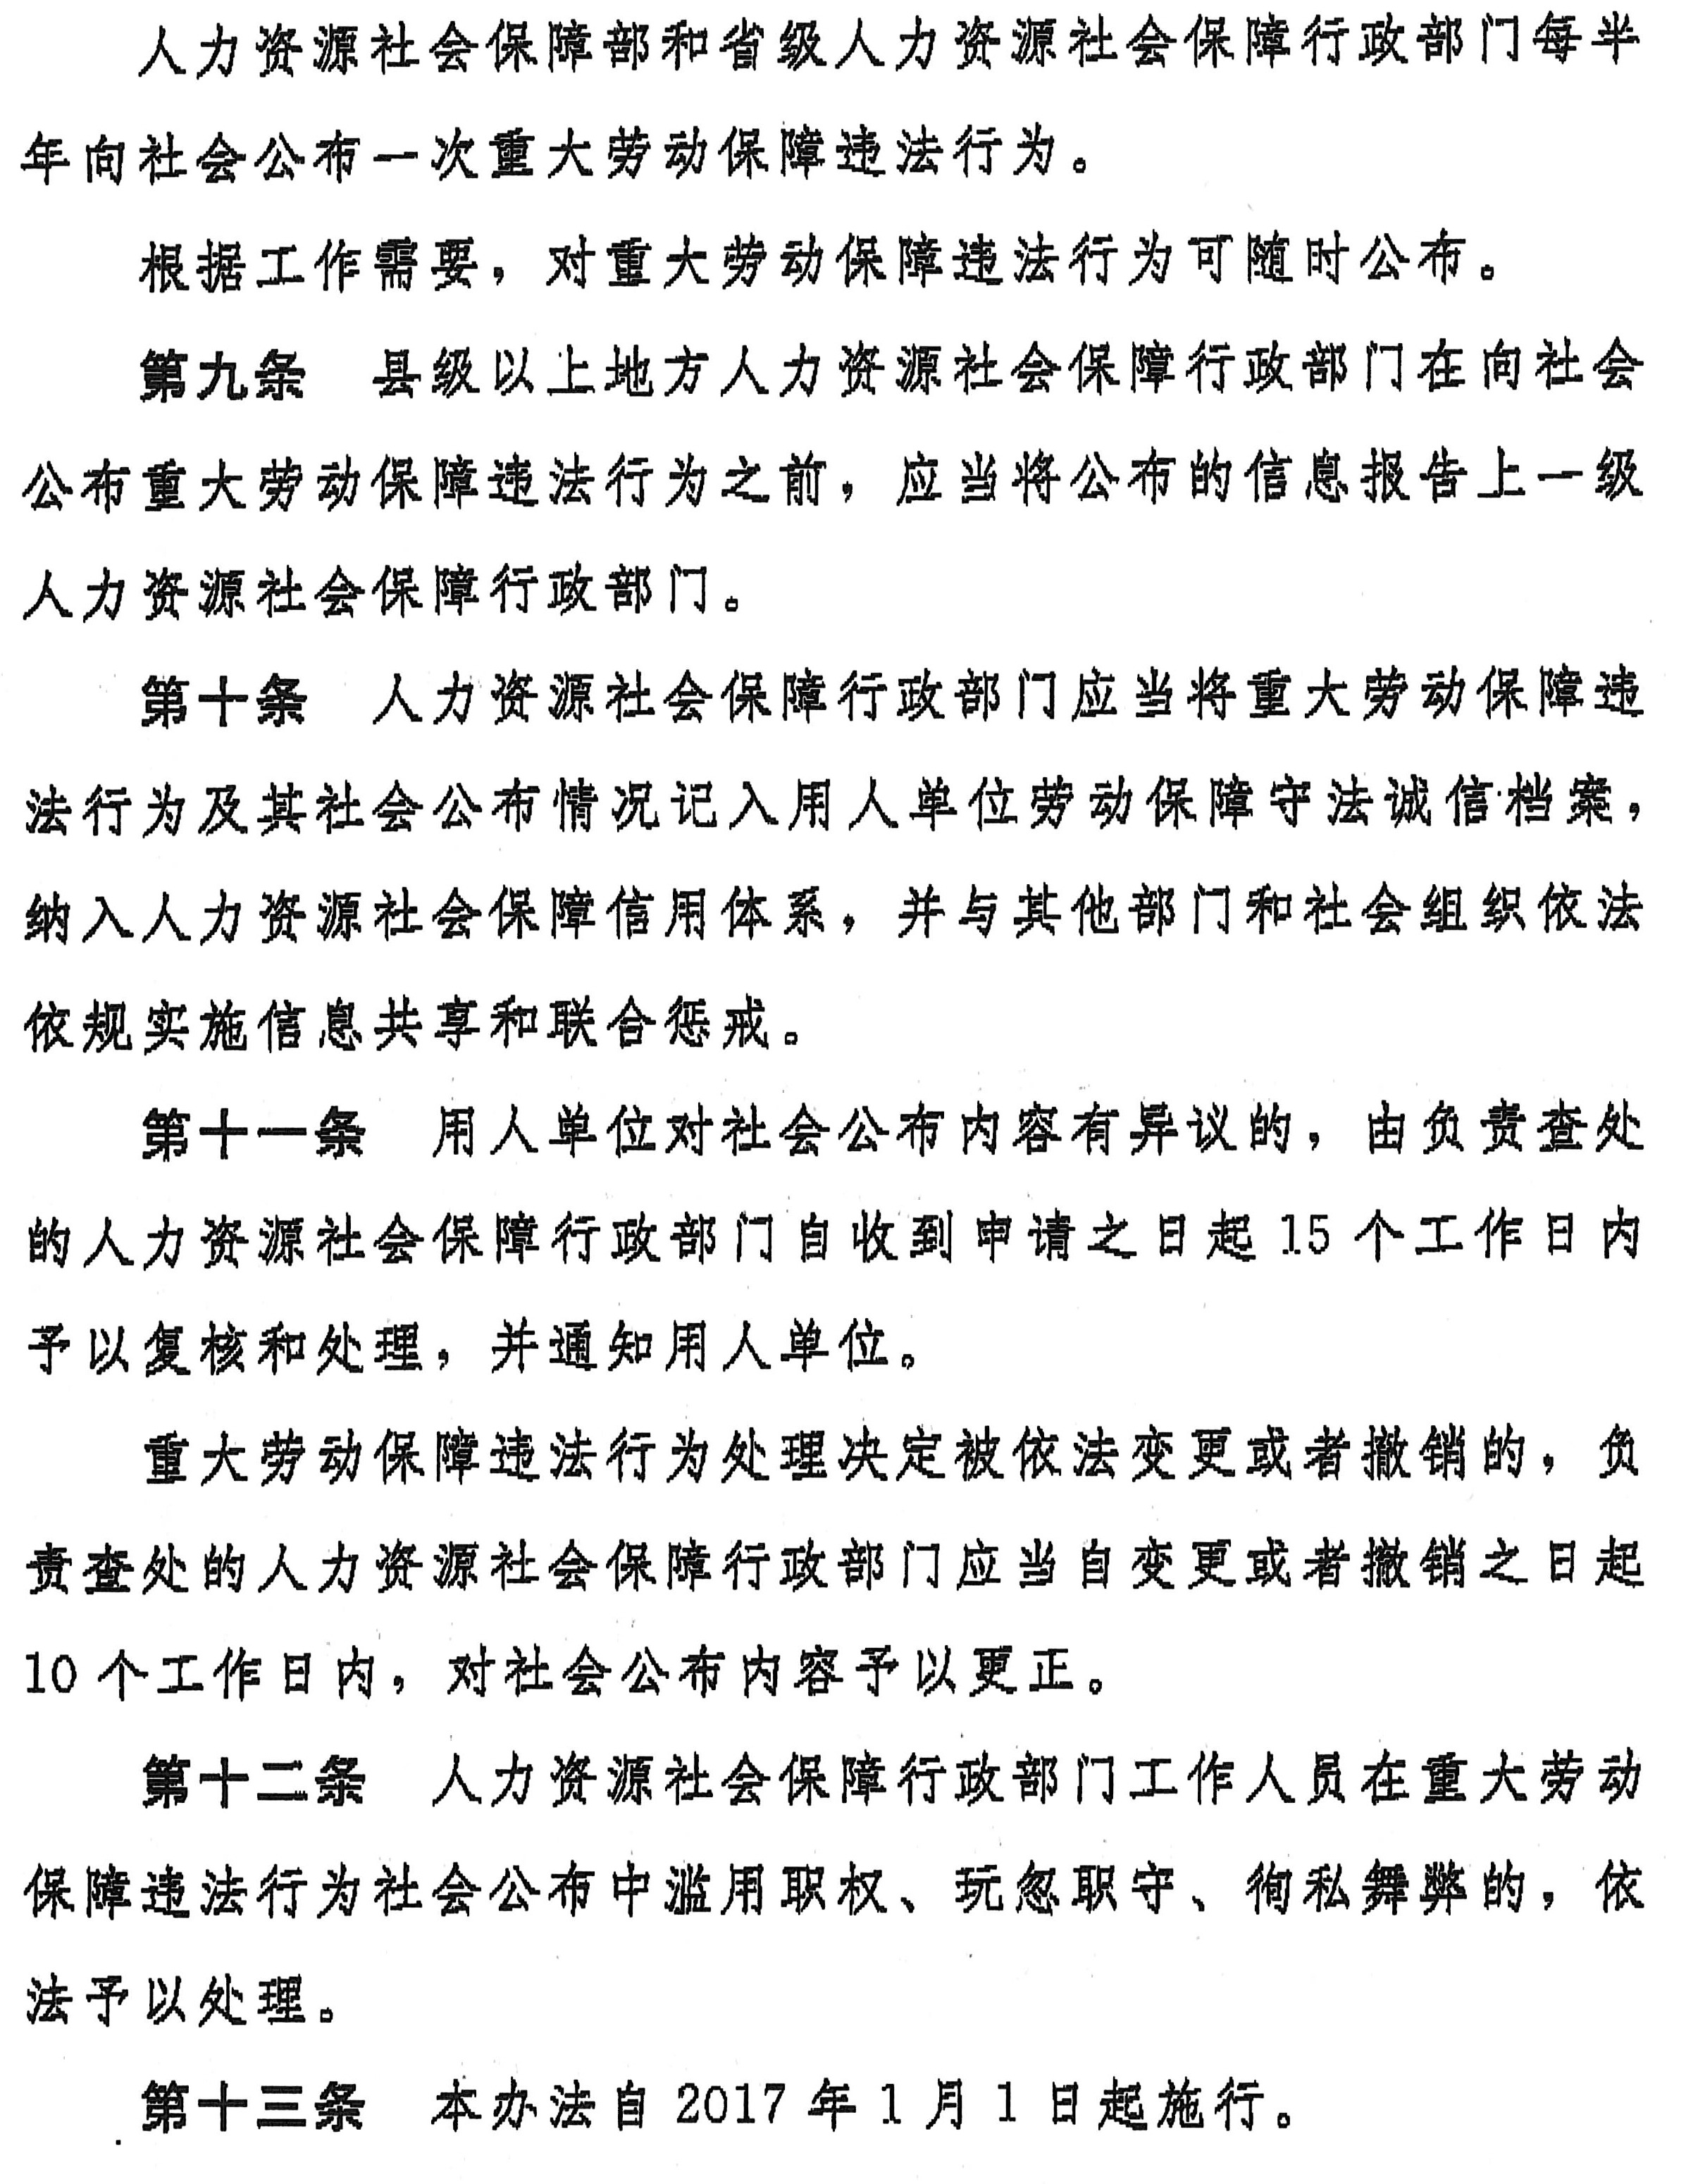 人力资源社会保障部和省级人力资源社会保障行政部门每半
年向社会公布一次重大劳动保障违法行为。
根据工作需要，对重大劳动保障违法行为可随时公布。
第九条　县级以上地方人力资源社会保障行政部门在向社会
公布重大劳动保障违法行为之前，应当将公布的信息报告上一级
人力资源社会保障行政部门。
第十条　人力资源社会保障行政部门应当将重大劳动保障违
法行为及其社会公布情况记入用人单位劳动保障守法诚信档案，
纳入人力资源社会保障信用体系，并与其他部门和社会组织依法
依规实施信息共享和联合惩戒。
第十一条　用人单位对社会公布内容有异议的，由负责查处
的人力资源社会保障行政部门自收到申请之日起 15 个工作日内
予以复核和处理，并通知用人单位。
重大劳动保障违法行为处理决定被依法变更或者撤销的，负
责查处的人力资源社会保障行政部门应当自变更或者撤销之日起
10 个工作日内，对社会公布内容予以更正。
第十二条　人力资源社会保障行政部门工作人员在重大劳动
保障违法行为社会公布中滥用职权、玩忽职守、徇私舞弊的，依
法予以处理。
第十三条　本办法自 2017 年 1 月 1 日起施行。